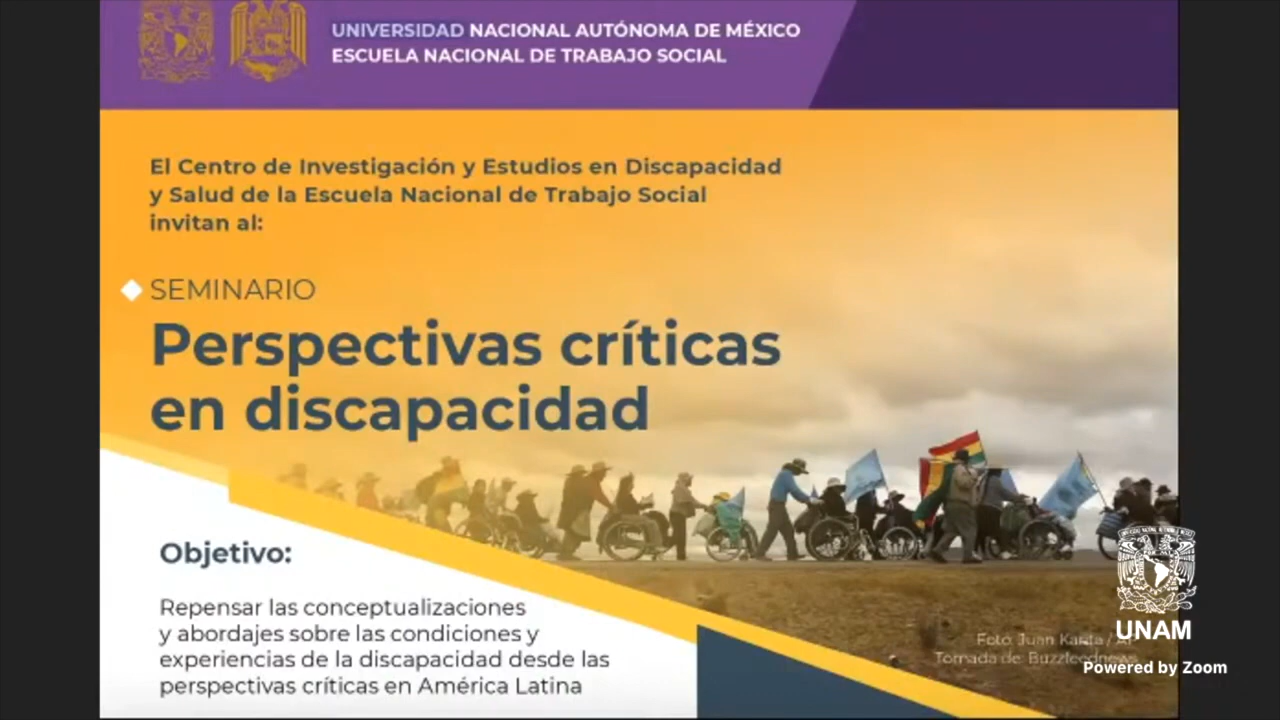 UNIVERSIDAD NACIONAL AUTÓNOMA DE MÉXICO
ESCUELA NACIONAL DE TRABAJO SOCIAL
El Centro de Investigación y Estudios en Discapacidad
y Salud de la Escuela Nacional de Trabajo Social
invitan al:
SEMINARIO
Perspectivas críticas
en discapacidad
Objetivo:
Repensar las conceptualizaciones
y abordajes sobre las condiciones y
experiencias de la discapacidad desde las
perspectivas críticas en América Latina
Foto: Juan Karita / AP
Tomada de: Buzzfeednews
UNAM
Powered by Zoom